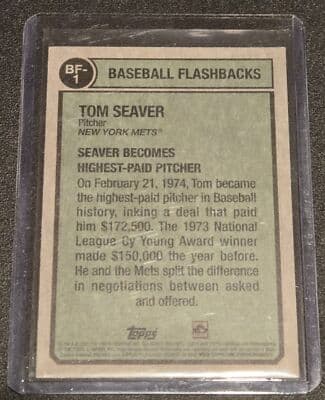 BF-
1
BASEBALL FLASHBACKS
TOM SEAVER
Pitcher
NEW YORK METS®
SEAVER BECOMES
HIGHEST-PAID PITCHER
On February 21, 1974, Tom became
the highest-paid pitcher in Baseball
history, inking a deal that paid
him $172,500. The 1973 National
League Cy Young Award winner
made $150,000 the year before.
He and the Mets split the difference
in negotiations between asked
and offered.
Topps